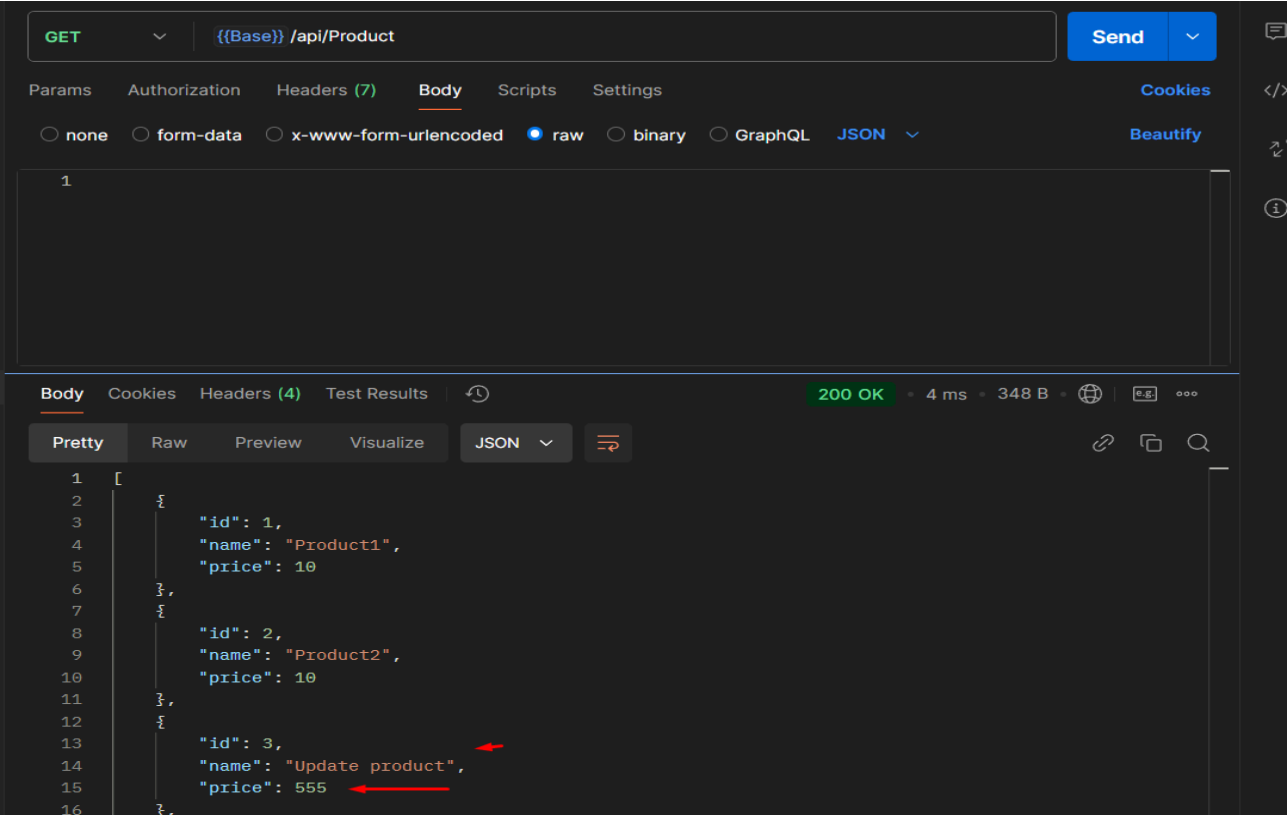 GET {{Base}} /api/Product Send
Params Authorization Headers (7) Body Scripts Settings Cookies
none form-data x-www-form-urlencoded raw binary GraphQL JSON Beautify
1
Body Cookies Headers (4) Test Results 200 OK 4 ms 348 B e.g.
Pretty Raw Preview Visualize JSON
1 [
2 {
3 "id": 1,
4 "name": "Product1",
5 "price": 10
6 },
7 {
8 "id": 2,
9 "name": "Product2",
10 "price": 10
11 },
12 {
13 "id": 3,
14 "name": "Update product",
15 "price": 555
16 },